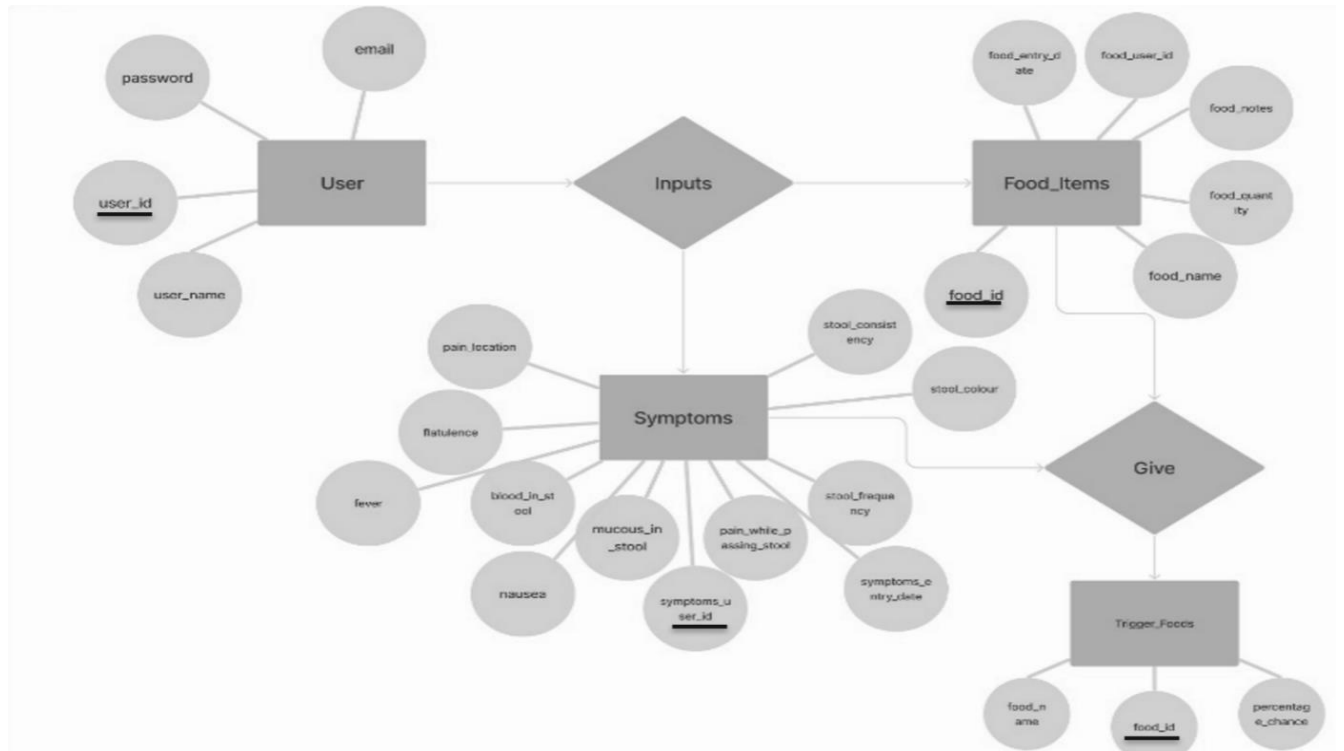 email
password
User
user_id
user_name
Inputs
food_entry_d
ate
food_user_id
food_notes
Food_Items
food_quant
ity
food_name
food_id
pain_location
stool_consist
ency
stool_colour
Symptoms
flatulence
fever
blood_in_st
ool
mucous_in
_stool
pain_while_p
assing_stool
stool_freque
ncy
nausea
symptoms_u
ser_id
symptoms_e
ntry_date
Give
Trigger_Foods
food_n
ame
food_id
percentag
e_chance